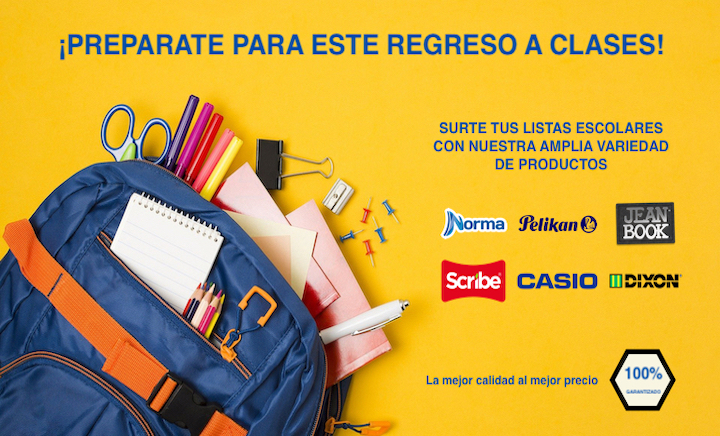 ¡PREPARATE PARA ESTE REGRESO A CLASES!
SURTE TUS LISTAS ESCOLARES
CON NUESTRA AMPLIA VARIEDAD
DE PRODUCTOS
Norma Pelikan JEAN BOOK
Scribe CASIO DIXON
La mejor calidad al mejor precio
100%
GARANTIZADO